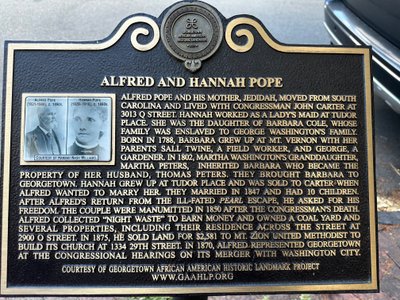 ALFRED AND HANNAH POPE
ALFRED POPE
HANNAH POPE
COURTESY OF
ALFRED POPE AND HIS MOTHER, JEDIDAH, MOVED FROM SOUTH
CAROLINA AND LIVED WITH CONGRESSMAN JOHN CARTER AT
3013 Q STREET. HANNAH WORKED AS A LADY'S MAID AT TUDOR
PLACE. SHE WAS THE DAUGHTER OF BARBARA COLE, WHOSE
FAMILY WAS ENSLAVED TO GEORGE WASHINGTON'S FAMILY.
BORN IN 1788, BARBARA GREW UP AT MT. VERNON WITH HER
PARENTS SALL TWINE, A FIELD WORKER, AND GEORGE, A
GARDENER. IN 1802, MARTHA WASHINGTON'S GRANDDAUGHTER,
MARTHA PETERS, INHERITED BARBARA WHO BECAME THE
PROPERTY OF HER HUSBAND, THOMAS PETERS. THEY BROUGHT BARBARA TO
GEORGETOWN. HANNAH GREW UP AT TUDOR PLACE AND WAS SOLD TO CARTER WHEN
ALFRED WANTED TO MARRY HER. THEY MARRIED IN 1847 AND HAD 10 CHILDREN.
AFTER ALFRED'S RETURN FROM THE ILL-FATED PEARL ESCAPE, HE ASKED FOR HIS
FREEDOM. THE COUPLE WERE MANUMITTED IN 1850 AFTER THE CONGRESSMAN'S DEATH.
ALFRED COLLECTED "NIGHT WASTE" TO EARN MONEY AND OWNED A COAL YARD AND
SEVERAL PROPERTIES, INCLUDING THEIR RESIDENCE ACROSS THE STREET AT
2900 O STREET. IN 1875, HE SOLD LAND FOR $2,581 TO MT. ZION UNITED METHODIST TO
BUILD ITS CHURCH AT 1334 29TH STREET. IN 1870, ALFRED REPRESENTED GEORGETOWN
AT THE CONGRESSIONAL HEARINGS ON ITS MERGER WITH WASHINGTON CITY.
COURTESY OF GEORGETOWN AFRICAN AMERICAN HISTORIC LANDMARK PROJECT
WWW.GAAHLP.ORG